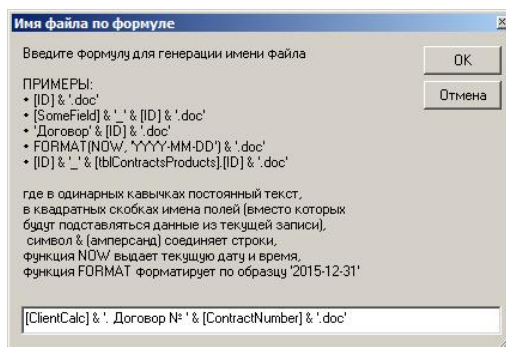 Имя файла по формуле
Введите формулу для генерации имени файла
OK
Отмена
ПРИМЕРЫ:
• [ID] & '.doc'
• [SomeField] & '_' & [ID] & '.doc'
• 'Договор' & [ID] & '.doc'
• FORMAT(NOW, 'YYYY-MM-DD') & '.doc'
• [ID] & '_' & [tblContractsProducts].[ID] & '.doc'
где в одинарных кавычках постоянный текст,
в квадратных скобках имена полей (вместо которых
будут подставляться данные из текущей записи),
символ & (амперсанд) соединяет строки,
функция NOW выдает текущую дату и время,
функция FORMAT форматирует по образцу '2015-12-31'
[ClientCalc] & '. Договор № ' & [ContractNumber] & '.doc'